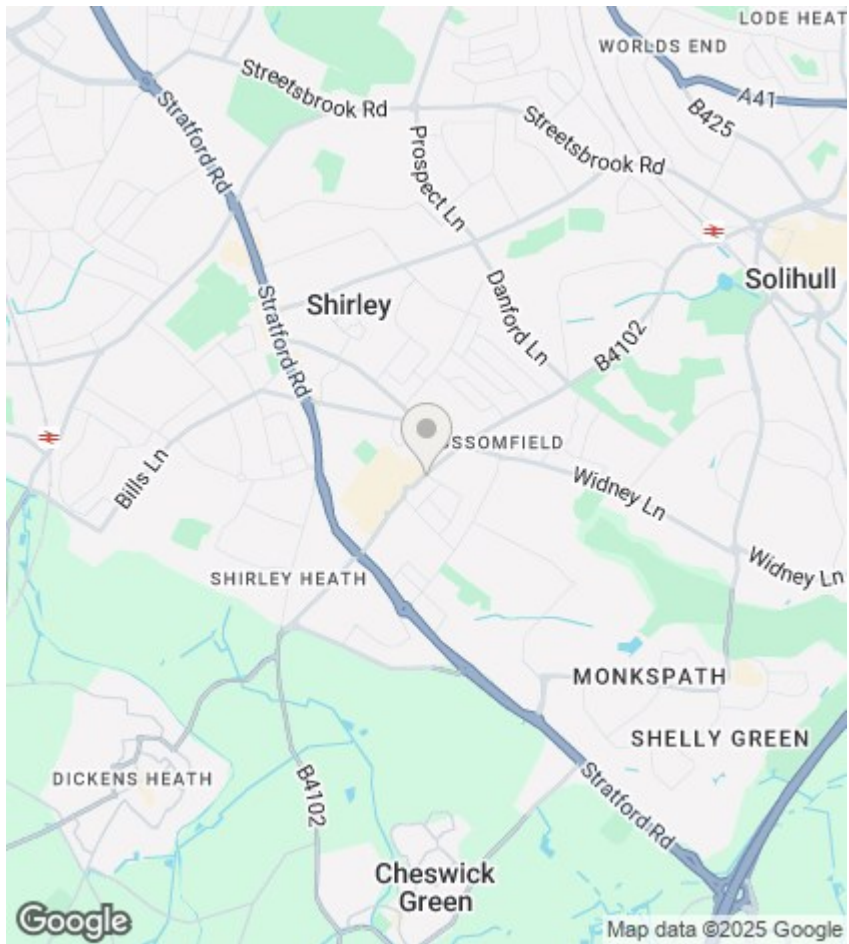 LODE HEAT
WORLDS END
Streetsbrook Rd
A41
B425
Stratford Rd
Prospect Ln
Streetsbrook Rd
Solihull
Shirley
Stratford Rd
Danford Ln
B4102
SSOMFIELD
Bills Ln
Widney Ln
Widney Ln
SHIRLEY HEATH
MONKSPATH
SHELLY GREEN
DICKENS HEATH
B4102
Stratford Rd
Cheswick
Green
Google
Map data ©2025 Google